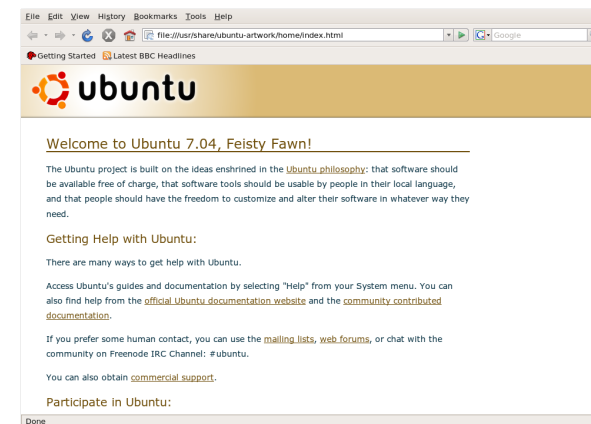 File Edit View History Bookmarks Tools Help
file:///usr/share/ubuntu-artwork/home/index.html
G Google
Getting Started Latest BBC Headlines
ubuntu
Welcome to Ubuntu 7.04, Feisty Fawn!
The Ubuntu project is built on the ideas enshrined in the Ubuntu philosophy: that software should
be available free of charge, that software tools should be usable by people in their local language,
and that people should have the freedom to customize and alter their software in whatever way they
need.
Getting Help with Ubuntu:
There are many ways to get help with Ubuntu.
Access Ubuntu's guides and documentation by selecting "Help" from your System menu. You can
also find help from the official Ubuntu documentation website and the community contributed
documentation.
If you prefer some human contact, you can use the mailing lists, web forums, or chat with the
community on Freenode IRC Channel: #ubuntu.
You can also obtain commercial support.
Participate in Ubuntu:
Done